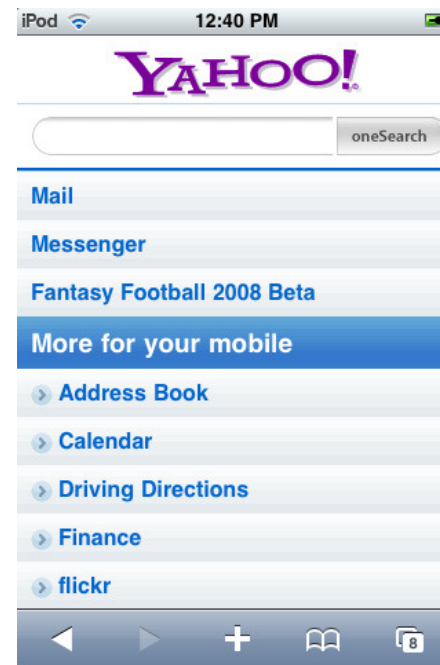 iPod 12:40 PM
YAHOO!
oneSearch
Mail
Messenger
Fantasy Football 2008 Beta
More for your mobile
Address Book
Calendar
Driving Directions
Finance
flickr
8